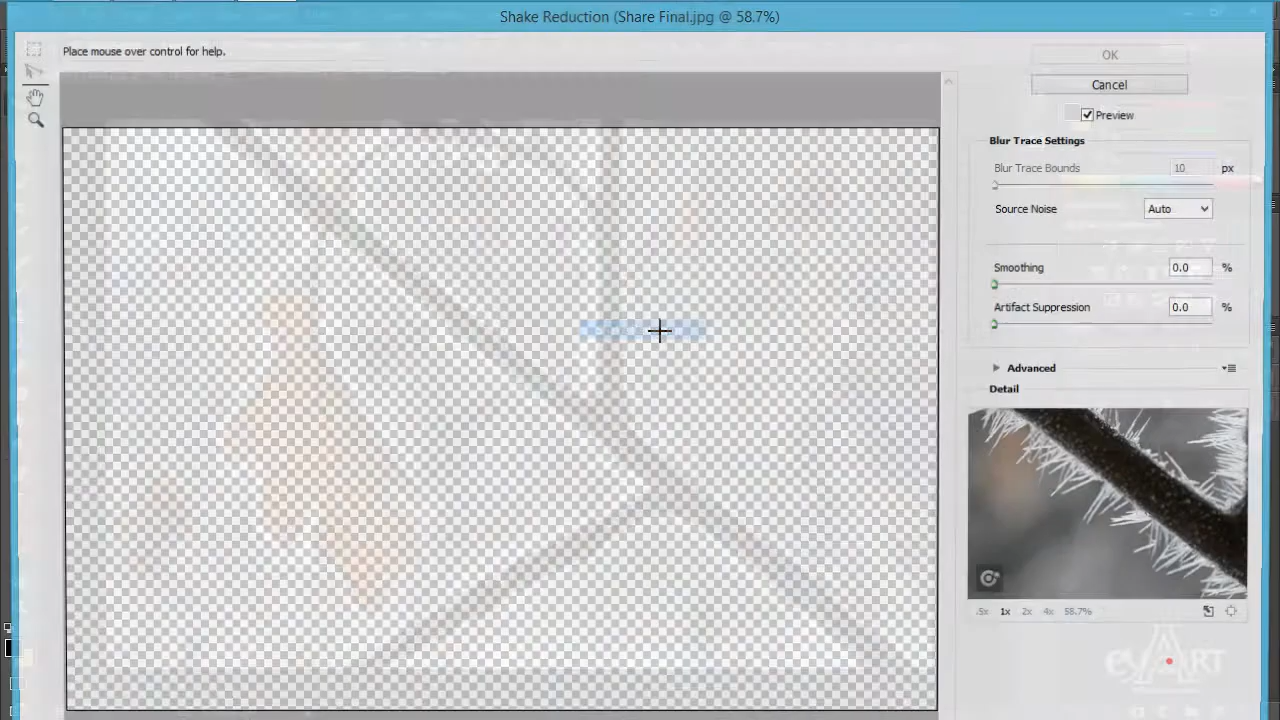 Shake Reduction (Share Final.jpg @ 58.7%)
Place mouse over control for help.
OK
Cancel
Preview
Blur Trace Settings
Blur Trace Bounds 10 px
Source Noise Auto
Smoothing 0.0 %
Artifact Suppression 0.0 %
Advanced
Detail
.5x 1x 2x 4x 58.7%